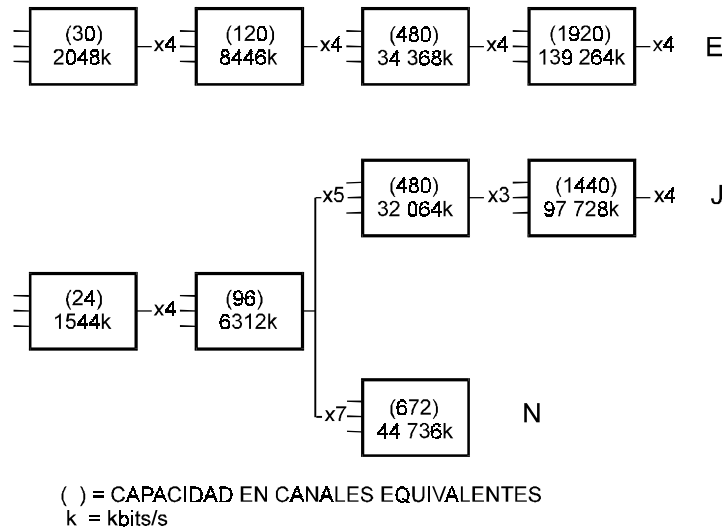 (30) (120) (480) (1920)
2048k x4 8446k x4 34 368k x4 139 264k x4 E
(480) (1440)
x5 32 064k x3 97 728k x4 J
(24) (96)
1544k x4 6312k
(672)
x7 44 736k N
( ) = CAPACIDAD EN CANALES EQUIVALENTES
k = kbits/s